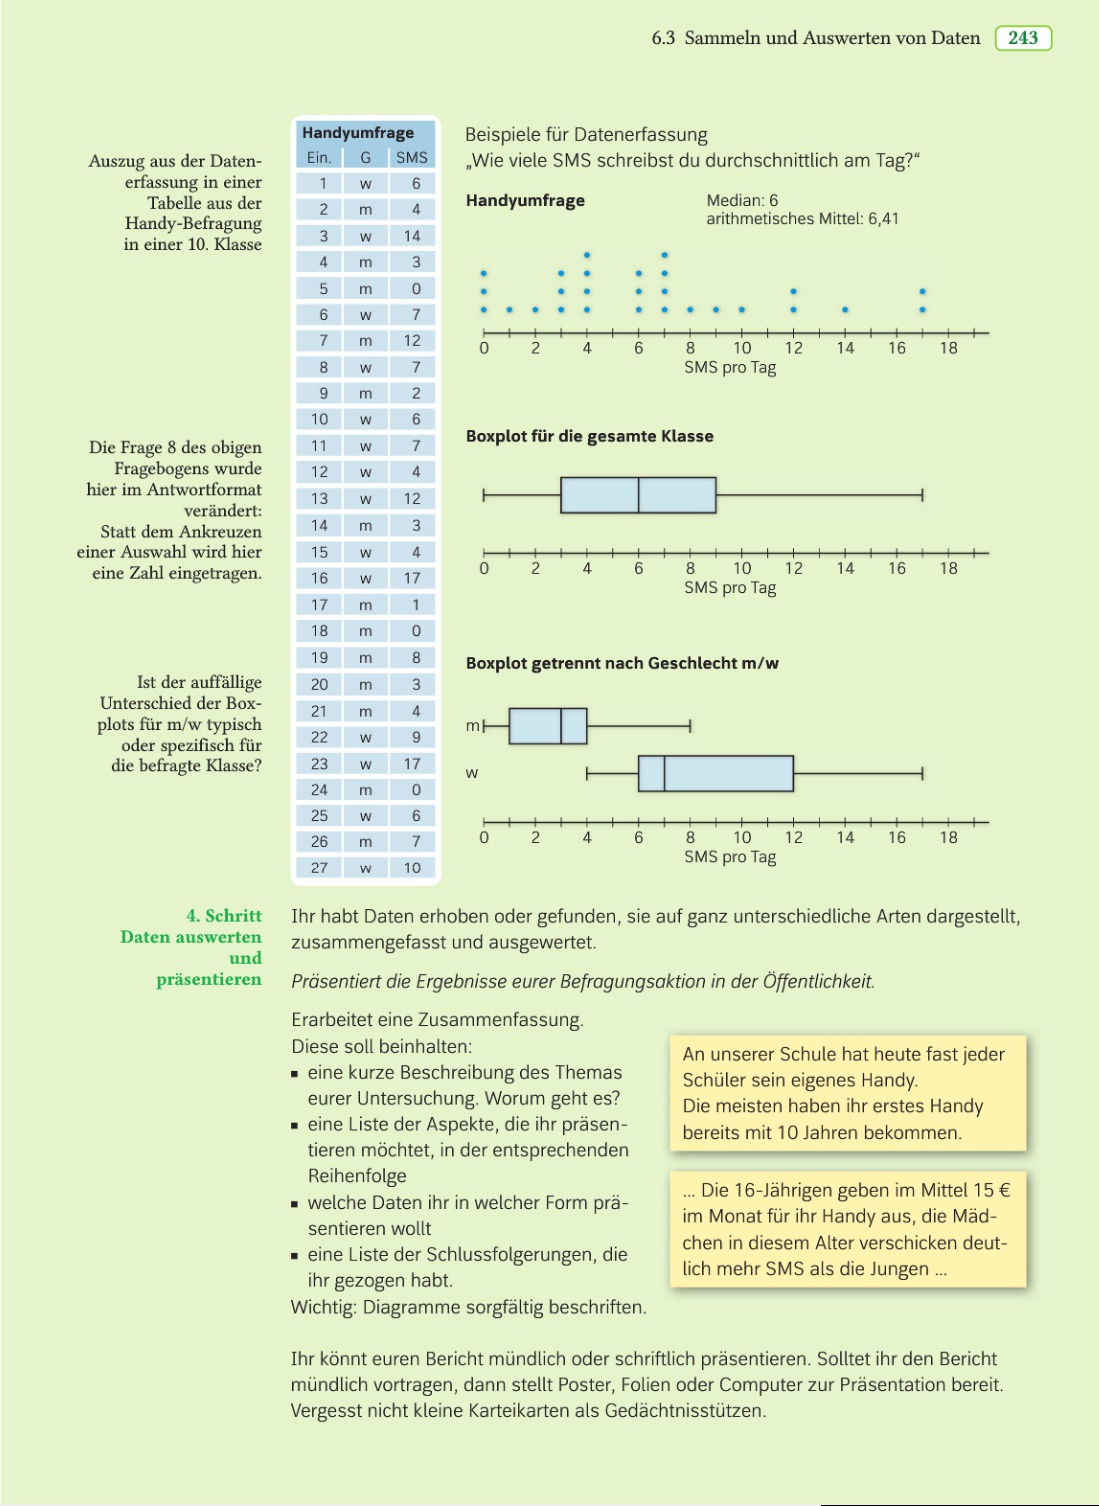 6.3 Sammeln und Auswerten von Daten 243
Auszug aus der Daten-
erfassung in einer
Tabelle aus der
Handy-Befragung
in einer 10. Klasse
Handyumfrage
Ein. G SMS
1 w 6
2 m 4
3 w 14
4 m 3
5 m 0
6 w 7
7 m 12
8 w 7
9 m 2
10 w 6
11 w 7
12 w 4
13 w 12
14 m 3
15 w 4
16 w 17
17 m 1
18 m 0
19 m 8
20 m 3
21 m 4
22 w 9
23 w 17
24 m 0
25 w 6
26 m 7
27 w 10
Beispiele für Datenerfassung
„Wie viele SMS schreibst du durchschnittlich am Tag?“
Handyumfrage
Median: 6
arithmetisches Mittel: 6,41
0 2 4 6 8 10 12 14 16 18
SMS pro Tag
Die Frage 8 des obigen
Fragebogens wurde
hier im Antwortformat
verändert:
Statt dem Ankreuzen
einer Auswahl wird hier
eine Zahl eingetragen.
Boxplot für die gesamte Klasse
0 2 4 6 8 10 12 14 16 18
SMS pro Tag
Ist der auffällige
Unterschied der Box-
plots für m/w typisch
oder spezifisch für
die befragte Klasse?
Boxplot getrennt nach Geschlecht m/w
m
w
0 2 4 6 8 10 12 14 16 18
SMS pro Tag
4. Schritt
Daten auswerten
und
präsentieren
Ihr habt Daten erhoben oder gefunden, sie auf ganz unterschiedliche Arten dargestellt,
zusammengefasst und ausgewertet.
Präsentiert die Ergebnisse eurer Befragungsaktion in der Öffentlichkeit.
Erarbeitet eine Zusammenfassung.
Diese soll beinhalten:
▪ eine kurze Beschreibung des Themas
eurer Untersuchung. Worum geht es?
▪ eine Liste der Aspekte, die ihr präsen-
tieren möchtet, in der entsprechenden
Reihenfolge
▪ welche Daten ihr in welcher Form prä-
sentieren wollt
▪ eine Liste der Schlussfolgerungen, die
ihr gezogen habt.
Wichtig: Diagramme sorgfältig beschriften.
An unserer Schule hat heute fast jeder
Schüler sein eigenes Handy.
Die meisten haben ihr erstes Handy
bereits mit 10 Jahren bekommen.
... Die 16-Jährigen geben im Mittel 15 €
im Monat für ihr Handy aus, die Mäd-
chen in diesem Alter verschicken deut-
lich mehr SMS als die Jungen ...
Ihr könnt euren Bericht mündlich oder schriftlich präsentieren. Solltet ihr den Bericht
mündlich vortragen, dann stellt Poster, Folien oder Computer zur Präsentation bereit.
Vergesst nicht kleine Karteikarten als Gedächtnisstützen.